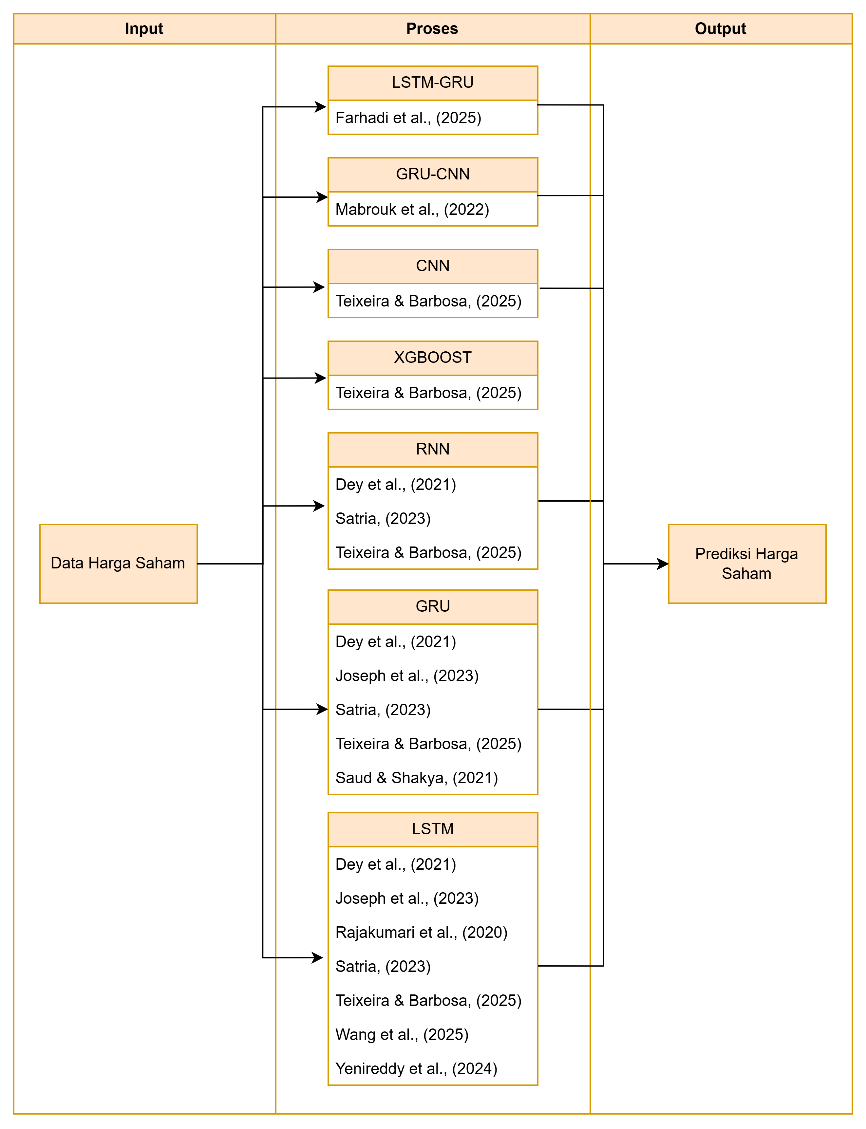 Input
Proses
Output
LSTM-GRU
Farhadi et al., (2025)
GRU-CNN
Mabrouk et al., (2022)
CNN
Teixeira & Barbosa, (2025)
XGBOOST
Teixeira & Barbosa, (2025)
RNN
Dey et al., (2021)
Satria, (2023)
Teixeira & Barbosa, (2025)
Data Harga Saham
Prediksi Harga
Saham
GRU
Dey et al., (2021)
Joseph et al., (2023)
Satria, (2023)
Teixeira & Barbosa, (2025)
Saud & Shakya, (2021)
LSTM
Dey et al., (2021)
Joseph et al., (2023)
Rajakumari et al., (2020)
Satria, (2023)
Teixeira & Barbosa, (2025)
Wang et al., (2025)
Yenireddy et al., (2024)